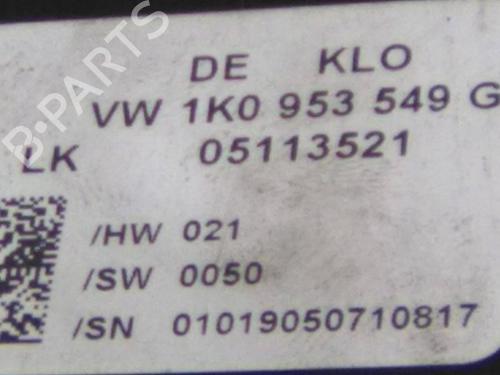 B-PARTS
DE KLO
VW 1K0 953 549 G
LK 05113521
/HW 021
/SW 0050
/SN 01019050710817